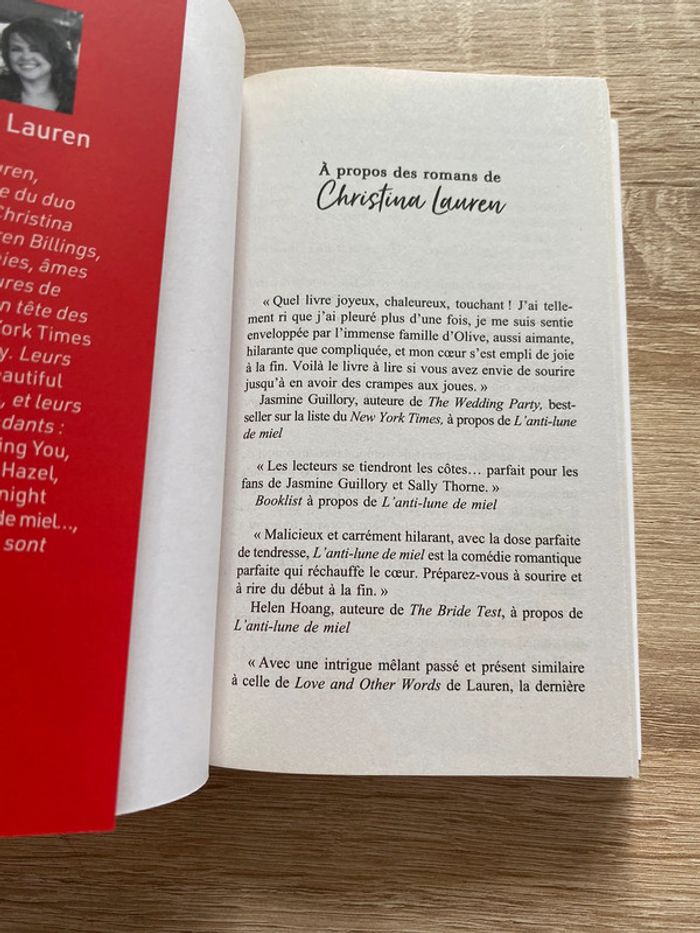 Lauren
uren,
e du duo
Christina
ren Billings,
ies, âmes
ures de
n tête des
York Times
y. Leurs
eautiful
, et leurs
dants :
ing You,
Hazel,
night
de miel...,
sont
À propos des romans de
Christina Lauren
« Quel livre joyeux, chaleureux, touchant ! J’ai telle-
ment ri que j’ai pleuré plus d’une fois, je me suis sentie
enveloppée par l’immense famille d’Olive, aussi aimante,
hilarante que compliquée, et mon cœur s’est empli de joie
à la fin. Voilà le livre à lire si vous avez envie de sourire
jusqu’à en avoir des crampes aux joues. »
Jasmine Guillory, auteure de The Wedding Party, best-
seller sur la liste du New York Times, à propos de L’anti-lune
de miel
« Les lecteurs se tiendront les côtes… parfait pour les
fans de Jasmine Guillory et Sally Thorne. »
Booklist à propos de L’anti-lune de miel
« Malicieux et carrément hilarant, avec la dose parfaite
de tendresse, L’anti-lune de miel est la comédie romantique
parfaite qui réchauffe le cœur. Préparez-vous à sourire et
à rire du début à la fin. »
Helen Hoang, auteure de The Bride Test, à propos de
L’anti-lune de miel
« Avec une intrigue mêlant passé et présent similaire
à celle de Love and Other Words de Lauren, la dernière